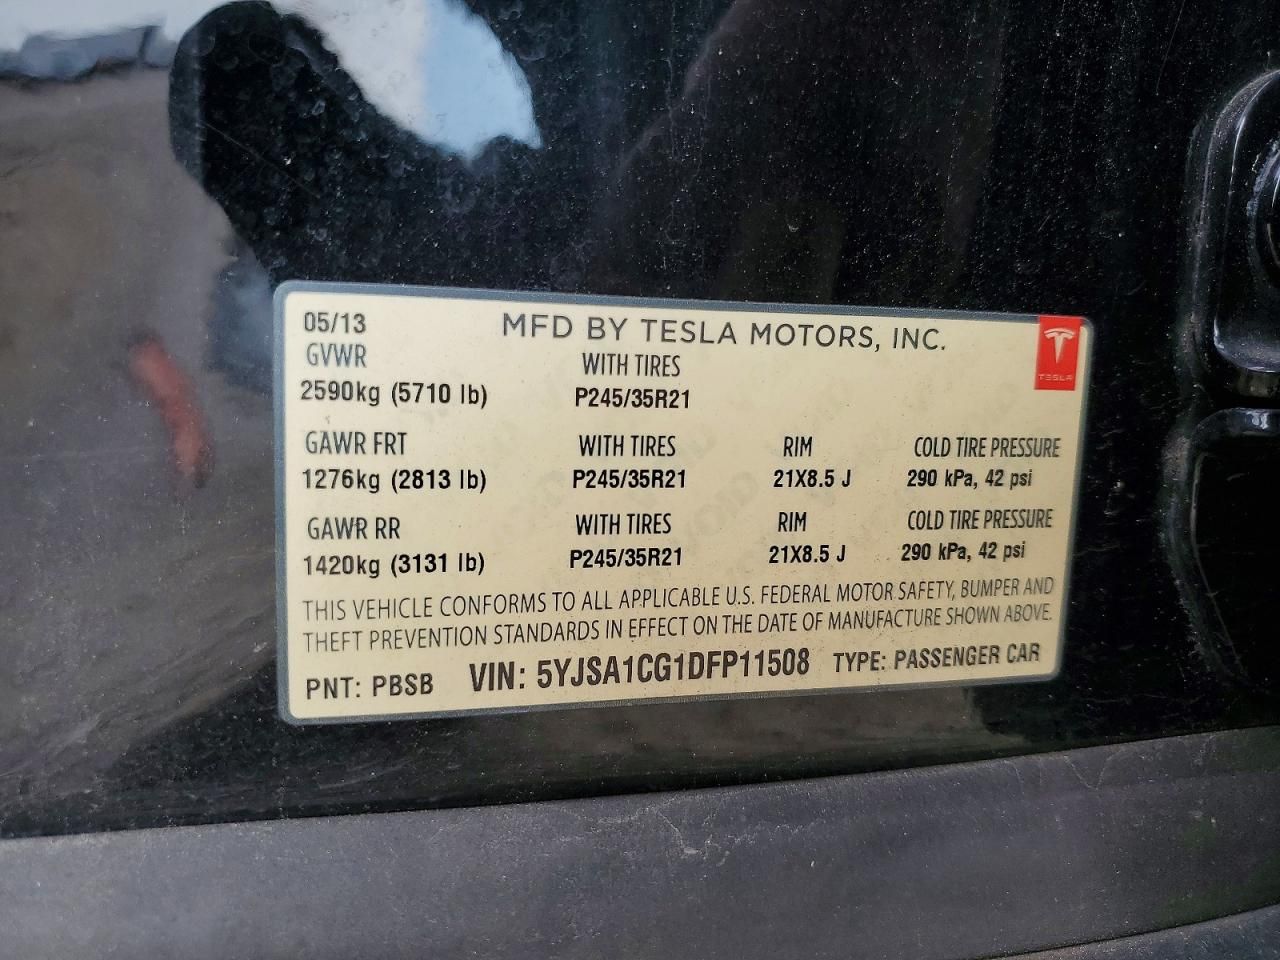 05/13 MFD BY TESLA MOTORS, INC.
TESLA
GVWR WITH TIRES
2590kg (5710 lb) P245/35R21
GAWR FRT WITH TIRES RIM COLD TIRE PRESSURE
1276kg (2813 lb) P245/35R21 21X8.5 J 290 kPa, 42 psi
GAWR RR WITH TIRES RIM COLD TIRE PRESSURE
1420kg (3131 lb) P245/35R21 21X8.5 J 290 kPa, 42 psi
THIS VEHICLE CONFORMS TO ALL APPLICABLE U.S. FEDERAL MOTOR SAFETY, BUMPER AND
THEFT PREVENTION STANDARDS IN EFFECT ON THE DATE OF MANUFACTURE SHOWN ABOVE.
PNT: PBSB VIN: 5YJSA1CG1DFP11508 TYPE: PASSENGER CAR